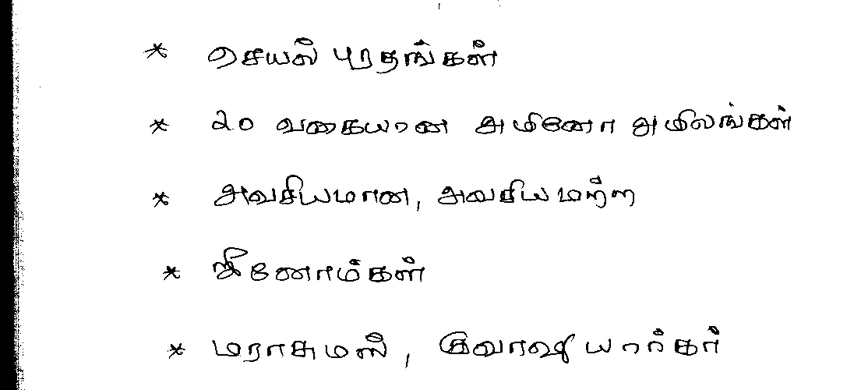 * செயல் புரதங்கள்
* 20 வகையான அமினோ அமிலங்கள்
* அவசியமான, அவசியமற்ற
* ஜீனோம்கள்
* மராசுமஸ், குவாஷியார்கர்